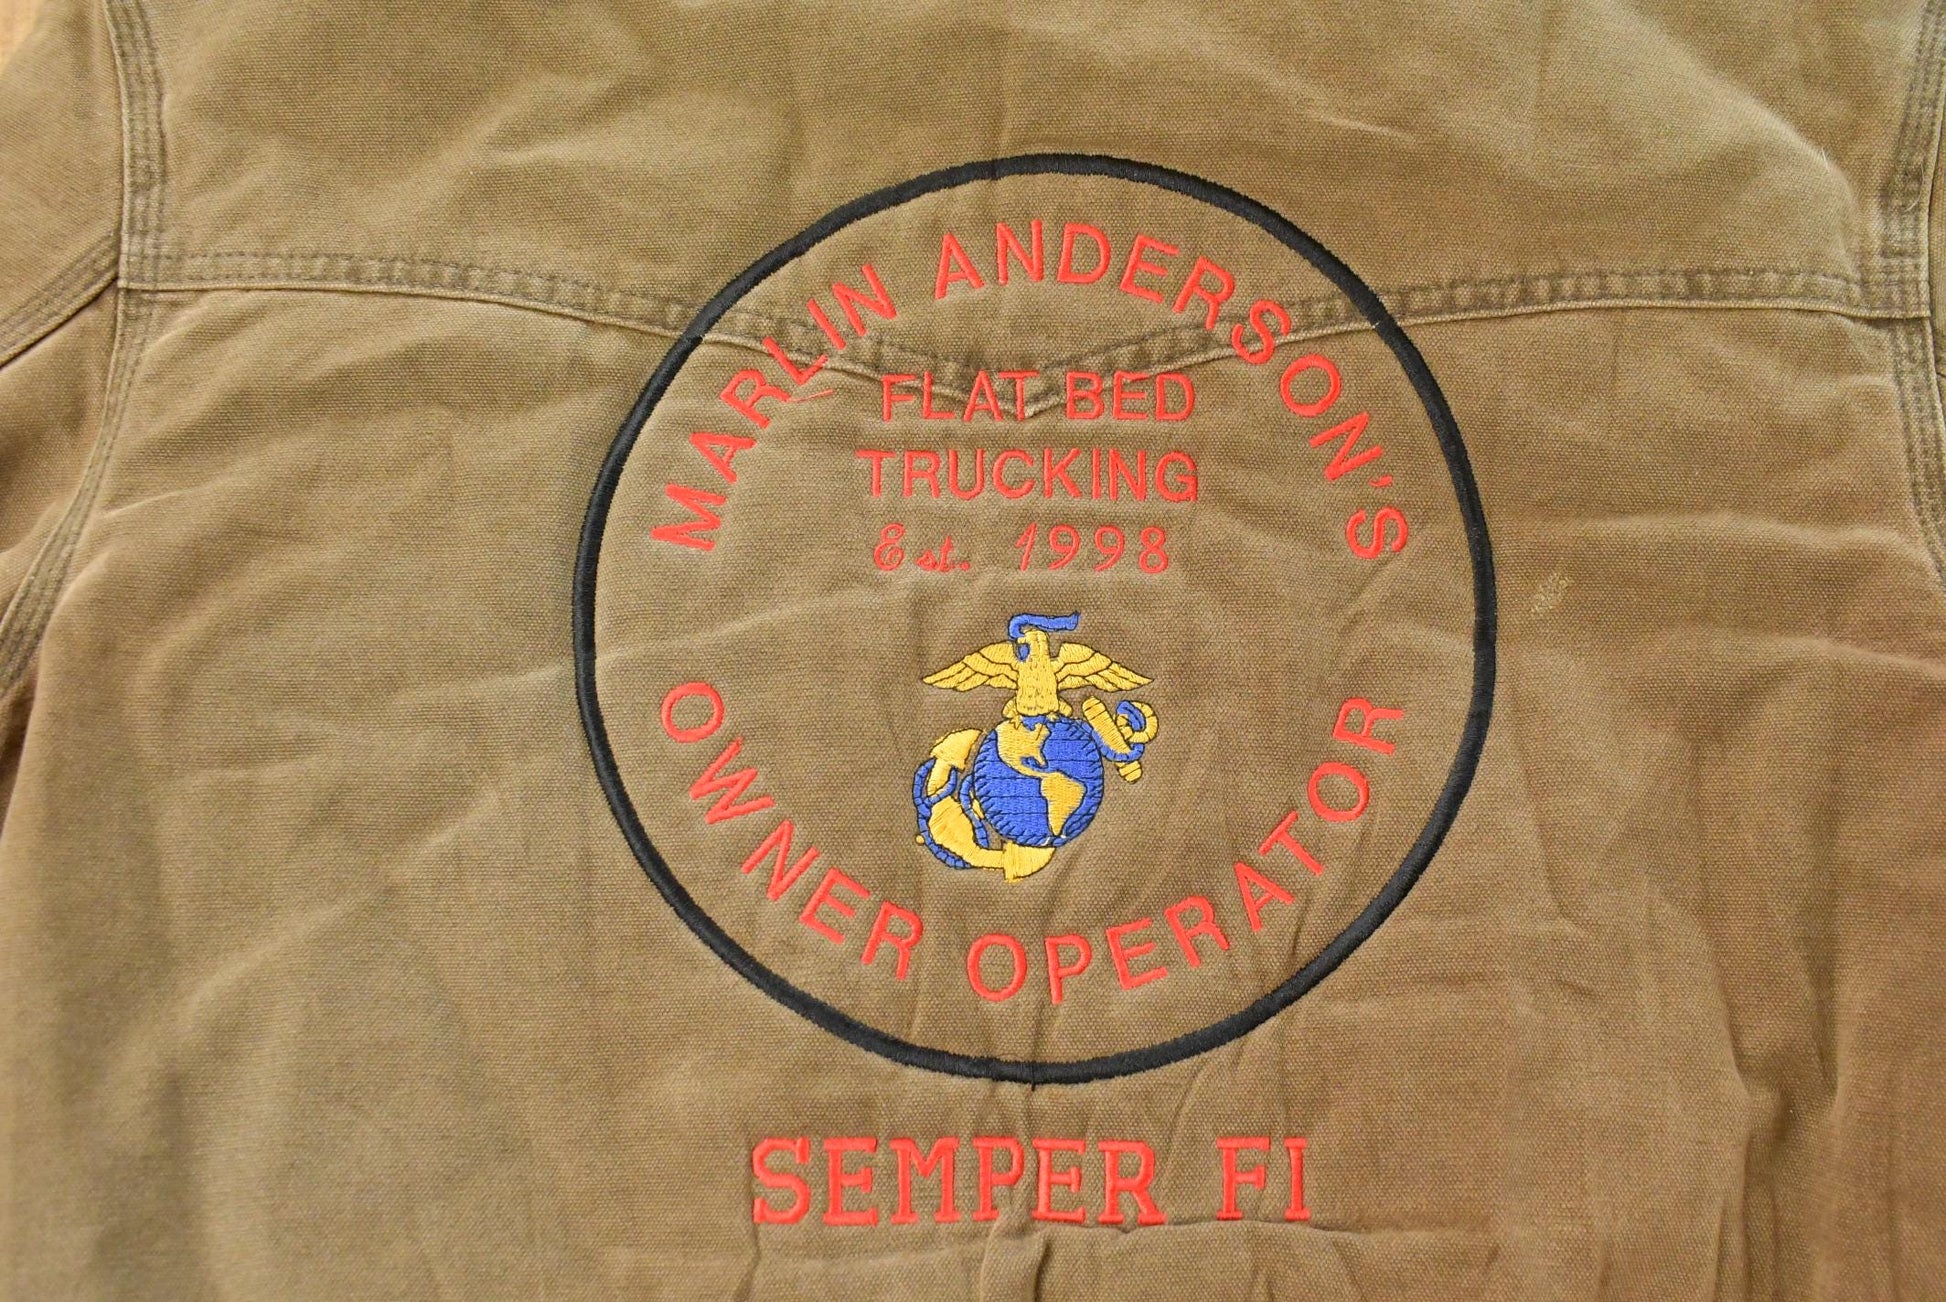 MARLIN ANDERSON'S
FLAT BED
TRUCKING
Est. 1998
OWNER OPERATOR
SEMPER FI